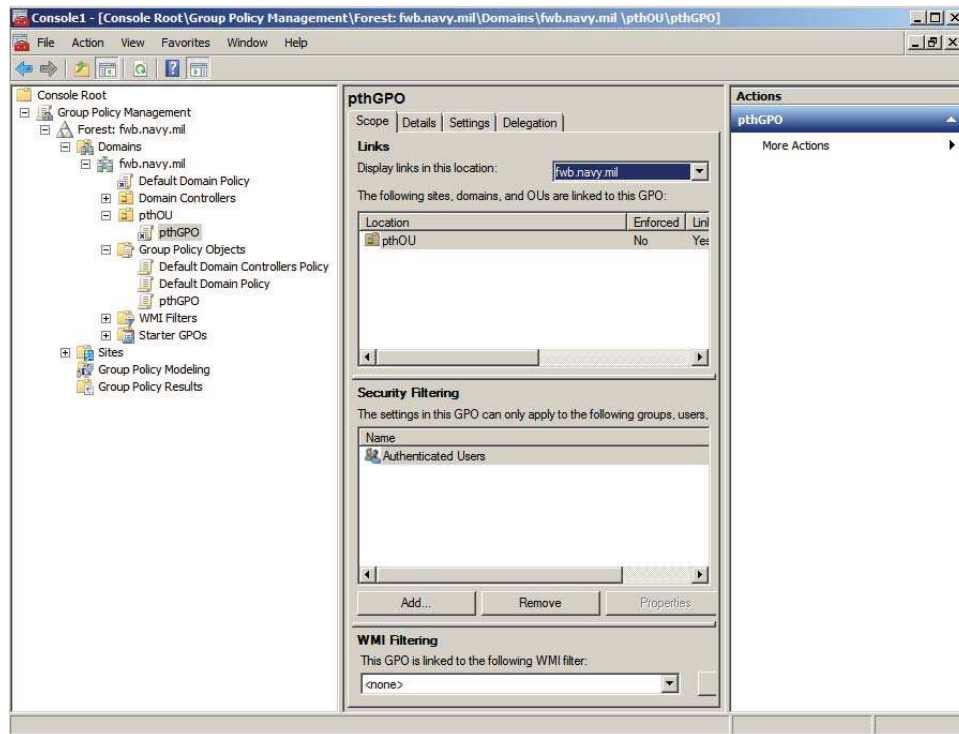 Console1 - [Console Root\Group Policy Management\Forest: fwb.navy.mil\Domains\fwb.navy.mil \pthOU\pthGPO]
File Action View Favorites Window Help
Console Root
Group Policy Management
Forest: fwb.navy.mil
Domains
fwb.navy.mil
Default Domain Policy
Domain Controllers
pthOU
pthGPO
Group Policy Objects
Default Domain Controllers Policy
Default Domain Policy
pthGPO
WMI Filters
Starter GPOs
Sites
Group Policy Modeling
Group Policy Results
pthGPO
Scope Details Settings Delegation
Links
Display links in this location: fwb.navy.mil
The following sites, domains, and OUs are linked to this GPO:
Location Enforced Lin
pthOU No Yes
Security Filtering
The settings in this GPO can only apply to the following groups, users,
Name
Authenticated Users
Add... Remove Properties
WMI Filtering
This GPO is linked to the following WMI filter:
<none>
Actions
pthGPO
More Actions